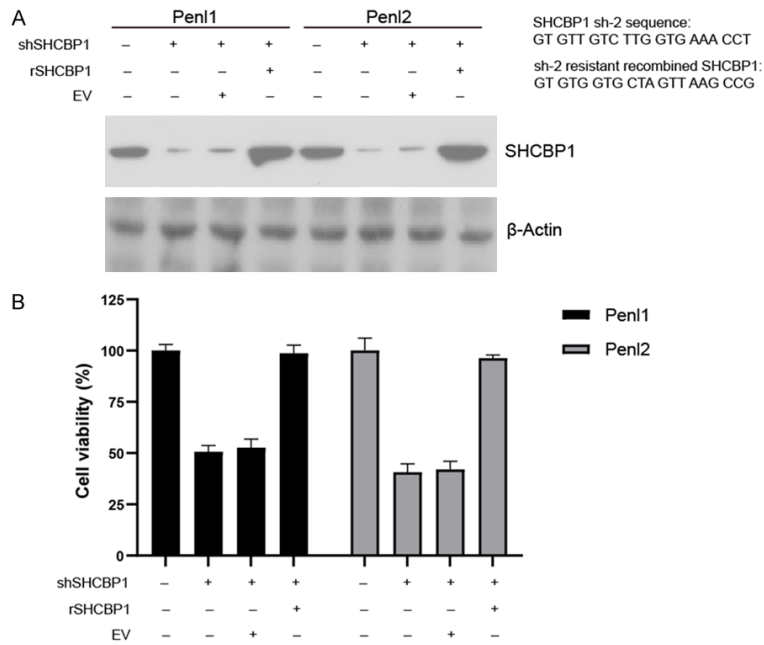 A
Penl1 Penl2
shSHCBP1 – + + + – + + +
rSHCBP1 – – – + – – – +
EV – – + – – – + –
SHCBP1 sh-2 sequence:
GT GTT GTC TTG GTG AAA CCT
sh-2 resistant recombined SHCBP1:
GT GTG GTG CTA GTT AAG CCG
SHCBP1
β-Actin
B
Cell viability (%)
125
100
75
50
25
0
Penl1
Penl2
shSHCBP1 – + + + – + + +
rSHCBP1 – – – + – – – +
EV – – + – – – + –